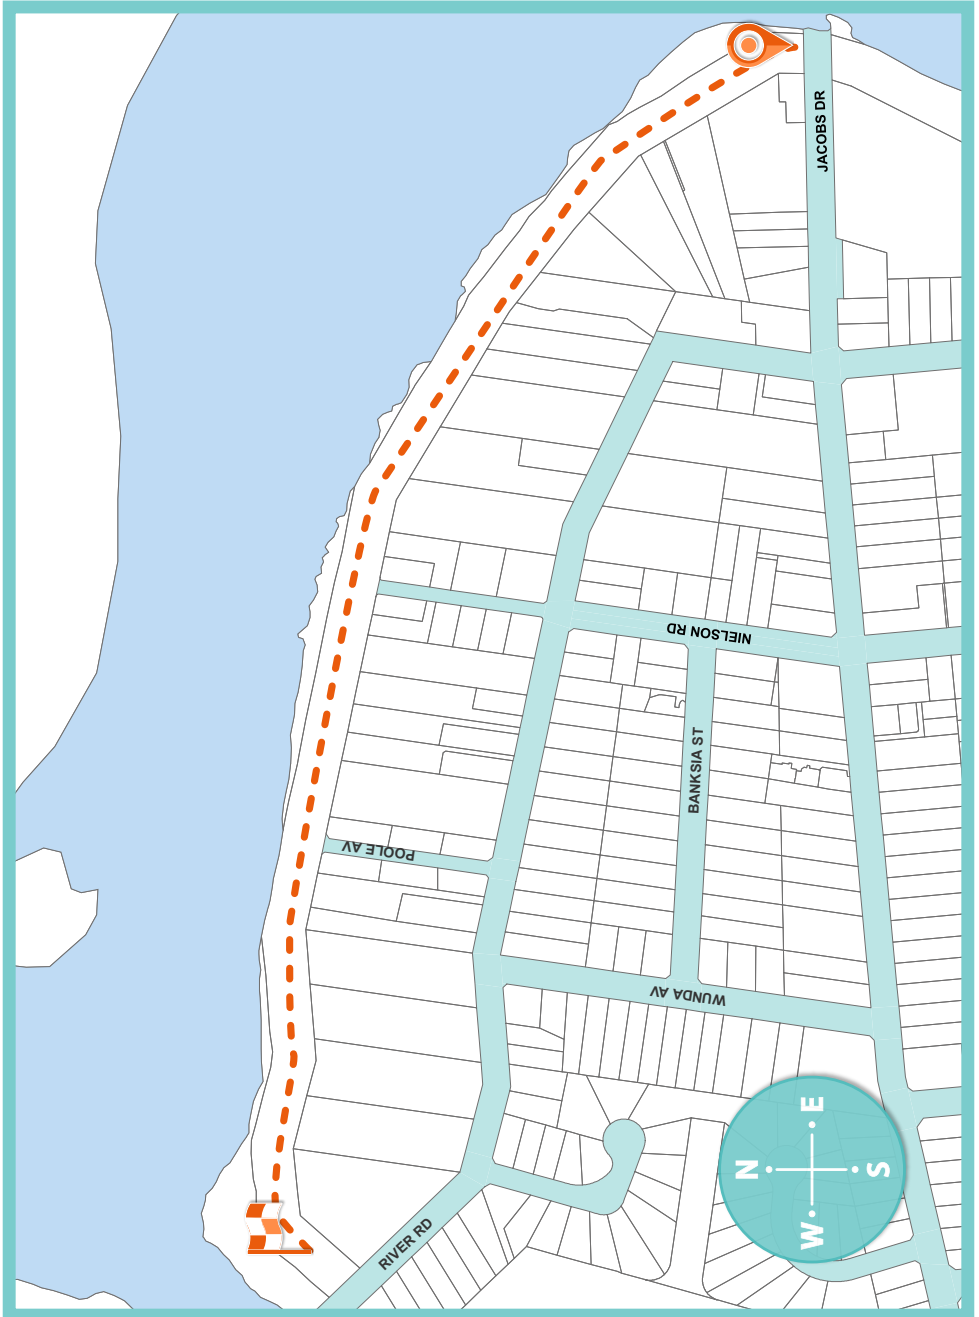 JACOBS DR
NIELSON RD
BANKSIA ST
POOLE AV
WUNDA AV
E
N
S
W
RIVER RD